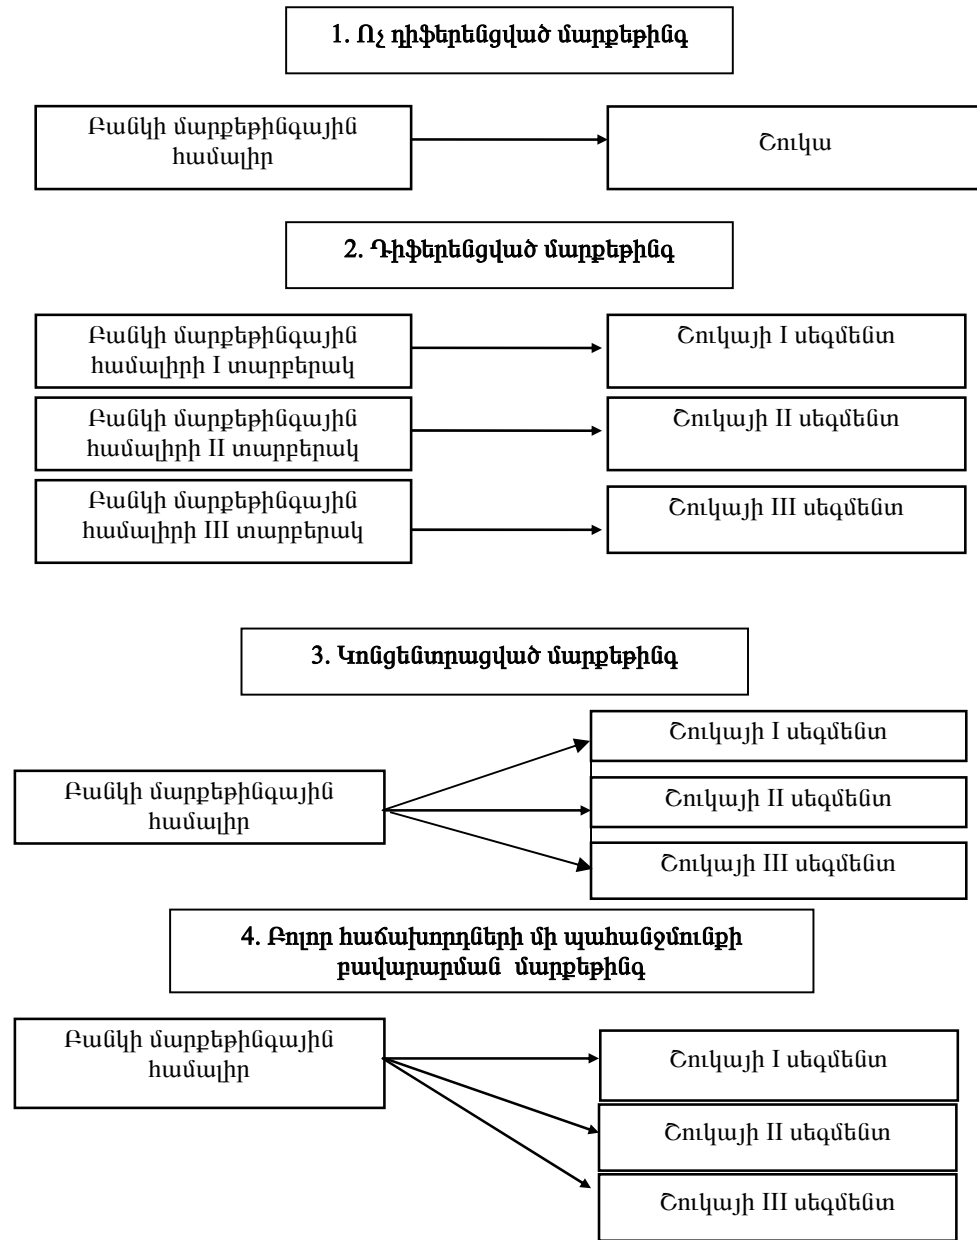 1. Ոչ դիֆերենցված մարքեթինգ
Բանկի մարքեթինգային
համալիր
Շուկա
2. Դիֆերենցված մարքեթինգ
Բանկի մարքեթինգային
համալիրի I տարբերակ
Շուկայի I սեգմենտ
Բանկի մարքեթինգային
համալիրի II տարբերակ
Շուկայի II սեգմենտ
Բանկի մարքեթինգային
համալիրի III տարբերակ
Շուկայի III սեգմենտ
3. Կոնցենտրացված մարքեթինգ
Բանկի մարքեթինգային
համալիր
Շուկայի I սեգմենտ
Շուկայի II սեգմենտ
Շուկայի III սեգմենտ
4. Բոլոր հաճախորդների մի պահանջմունքի
բավարարման մարքեթինգ
Բանկի մարքեթինգային
համալիր
Շուկայի I սեգմենտ
Շուկայի II սեգմենտ
Շուկայի III սեգմենտ